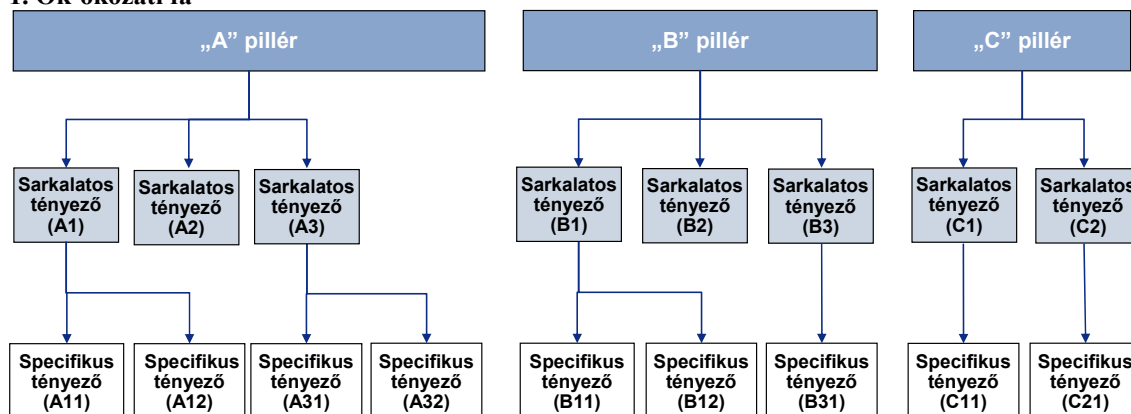 1. Ok-okozati fa
„A” pillér
„B” pillér
„C” pillér
Sarkalatos tényező (A1)
Sarkalatos tényező (A2)
Sarkalatos tényező (A3)
Sarkalatos tényező (B1)
Sarkalatos tényező (B2)
Sarkalatos tényező (B3)
Sarkalatos tényező (C1)
Sarkalatos tényező (C2)
Specifikus tényező (A11)
Specifikus tényező (A12)
Specifikus tényező (A31)
Specifikus tényező (A32)
Specifikus tényező (B11)
Specifikus tényező (B12)
Specifikus tényező (B31)
Specifikus tényező (C11)
Specifikus tényező (C21)